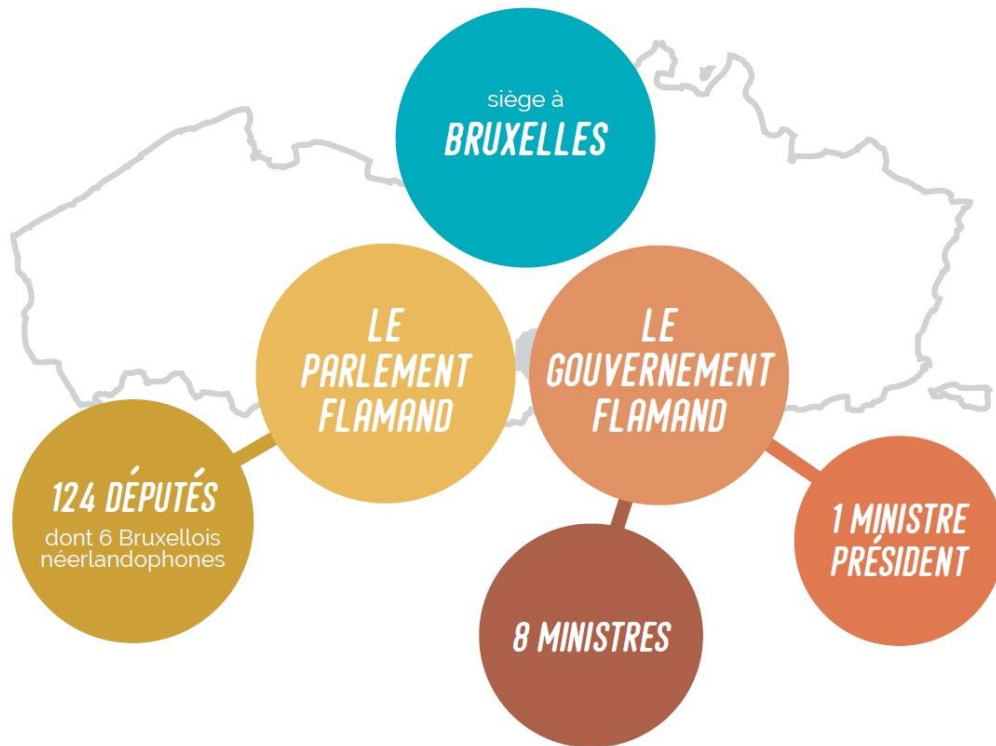 siège à
BRUXELLES
LE
PARLEMENT
FLAMAND
LE
GOUVERNEMENT
FLAMAND
124 DÉPUTÉS
dont 6 Bruxellois
néerlandophones
8 MINISTRES
1 MINISTRE
PRÉSIDENT